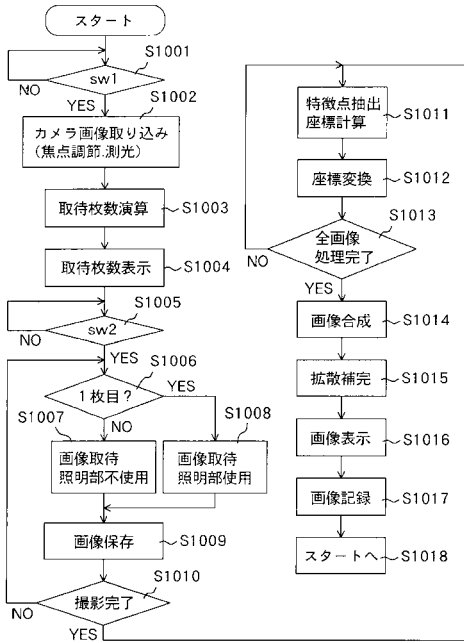 スタート
S1001
sw1
NO
YES
S1002
カメラ画像取り込み
(焦点調節.測光)
取待枚数演算
S1003
取待枚数表示
S1004
S1005
sw2
NO
YES
S1006
1枚目?
YES
S1007
NO
S1008
画像取待
照明部不使用
画像取待
照明部使用
画像保存
S1009
S1010
撮影完了
NO
YES
特徴点抽出
座標計算
S1011
座標変換
S1012
S1013
全画像
処理完了
NO
YES
画像合成
S1014
拡散補完
S1015
画像表示
S1016
画像記録
S1017
スタートへ
S1018